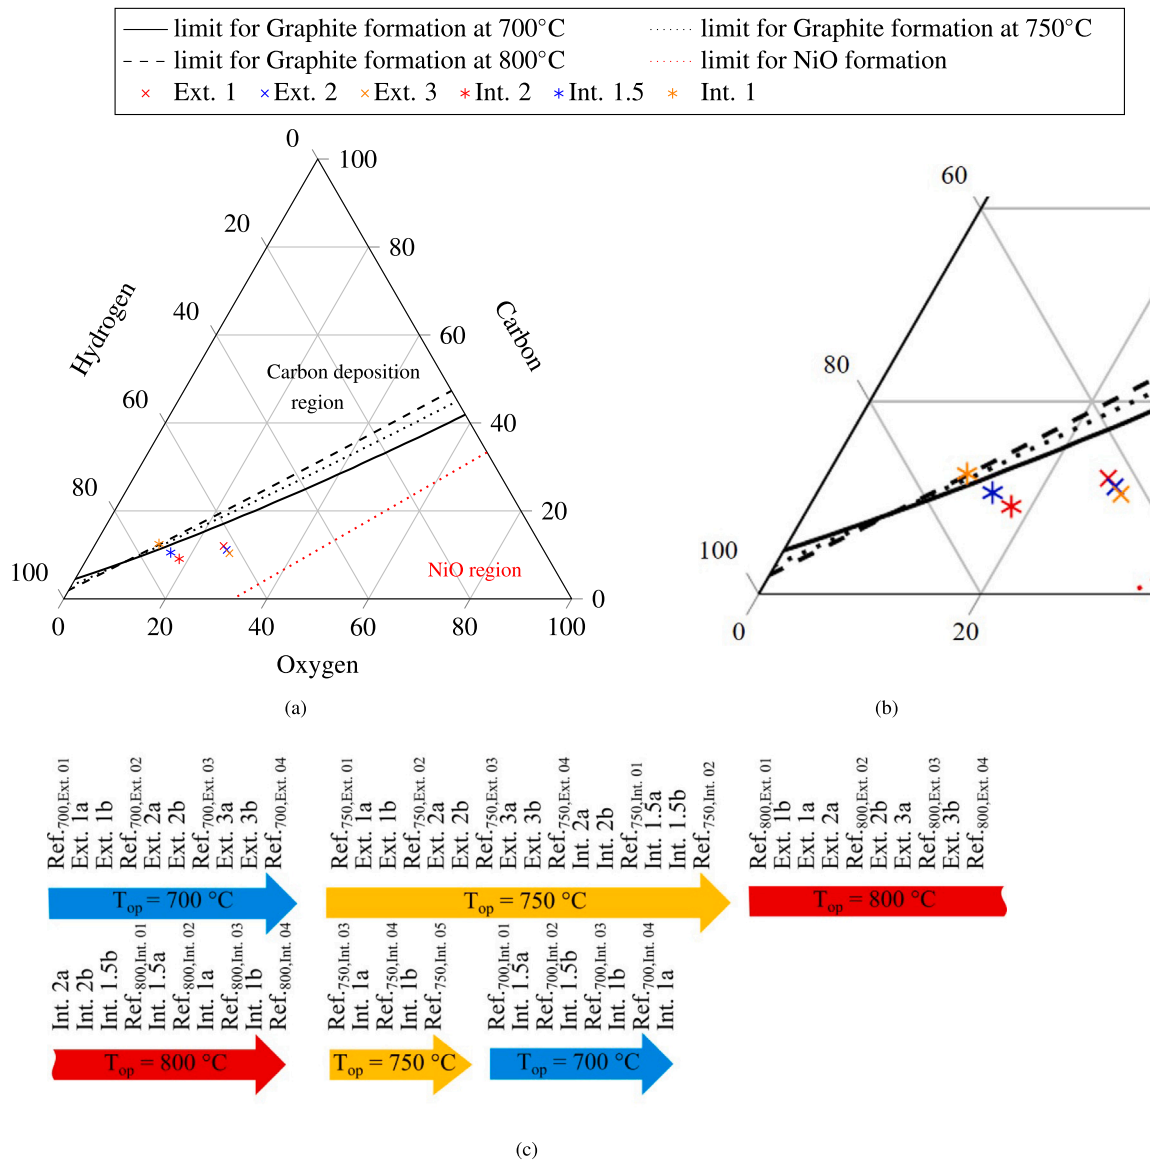 limit for Graphite formation at 700°C
limit for Graphite formation at 750°C
limit for Graphite formation at 800°C
limit for NiO formation
Ext. 1 Ext. 2 Ext. 3 Int. 2 Int. 1.5 Int. 1
0
100
20
80
40
60
60
40
80
20
100
0
0 20 40 60 80 100
Hydrogen
Carbon
Oxygen
Carbon deposition
region
NiO region
(a)
60
80
100
0
20
(b)
Ref.700,Ext. 01
Ext. 1a
Ext. 1b
Ref.700,Ext. 02
Ext. 2a
Ext. 2b
Ref.700,Ext. 03
Ext. 3a
Ext. 3b
Ref.700,Ext. 04
Top = 700 °C
Ref.750,Ext. 01
Ext. 1a
Ext. 1b
Ref.750,Ext. 02
Ext. 2a
Ext. 2b
Ref.750,Ext. 03
Ext. 3a
Ext. 3b
Ref.750,Ext. 04
Int. 2a
Int. 2b
Ref.750,Int. 01
Int. 1.5a
Int. 1.5b
Ref.750,Int. 02
Top = 750 °C
Ref.800,Ext. 01
Ext. 1b
Ext. 1a
Ext. 2a
Ref.800,Ext. 02
Ext. 2b
Ext. 3a
Ref.800,Ext. 03
Ext. 3b
Ref.800,Ext. 04
Top = 800 °C
Int. 2a
Int. 2b
Int. 1.5b
Ref.800,Int. 01
Int. 1.5a
Ref.800,Int. 02
Int. 1a
Ref.800,Int. 03
Int. 1b
Ref.800,Int. 04
Top = 800 °C
Ref.750,Int. 03
Int. 1a
Ref.750,Int. 04
Int. 1b
Ref.750,Int. 05
Top = 750 °C
Ref.700,Int. 01
Int. 1.5a
Ref.700,Int. 02
Int. 1.5b
Ref.700,Int. 03
Int. 1b
Ref.700,Int. 04
Int. 1a
Top = 700 °C
(c)